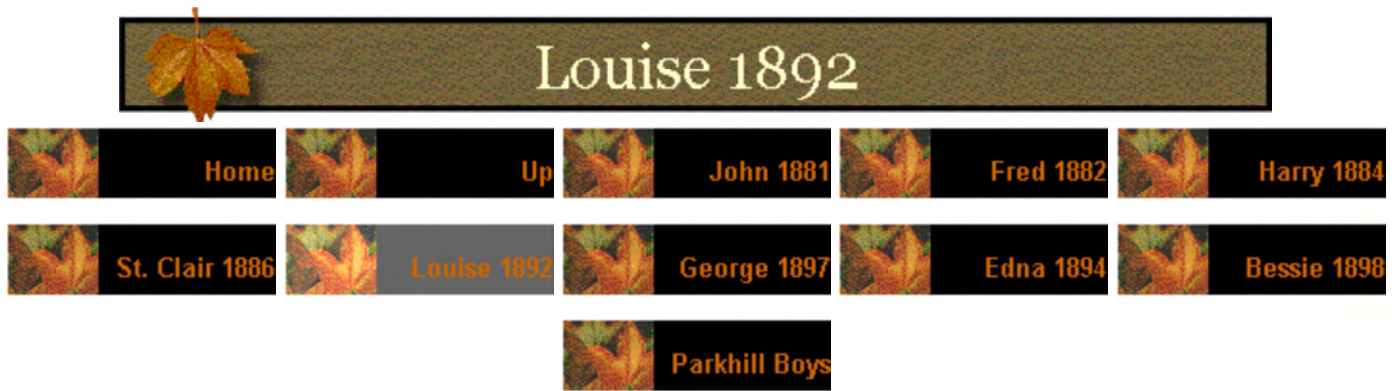 Louise 1892
Home Up John 1881 Fred 1882 Harry 1884
St. Clair 1886 Louise 1892 George 1897 Edna 1894 Bessie 1898
Parkhill Boys